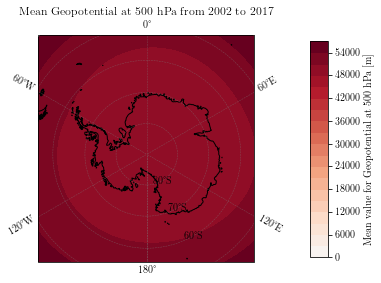 Mean Geopotential at 500 hPa from 2002 to 2017
0°
60°W
60°E
120°W
120°E
180°
70°S
60°S
54000
48000
42000
36000
30000
24000
18000
12000
6000
0
Mean value for Geopotential at 500 hPa [m]